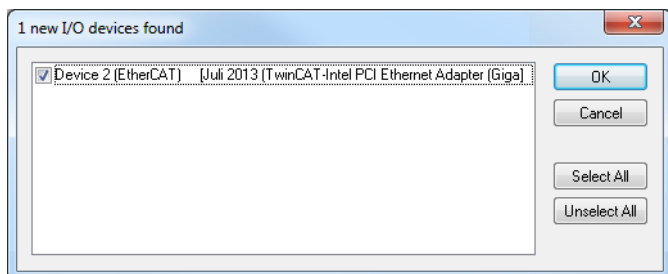 1 new I/O devices found
Device 2 (EtherCAT) [Juli 2013 (TwinCAT-Intel PCI Ethernet Adapter (Giga]
OK
Cancel
Select All
Unselect All